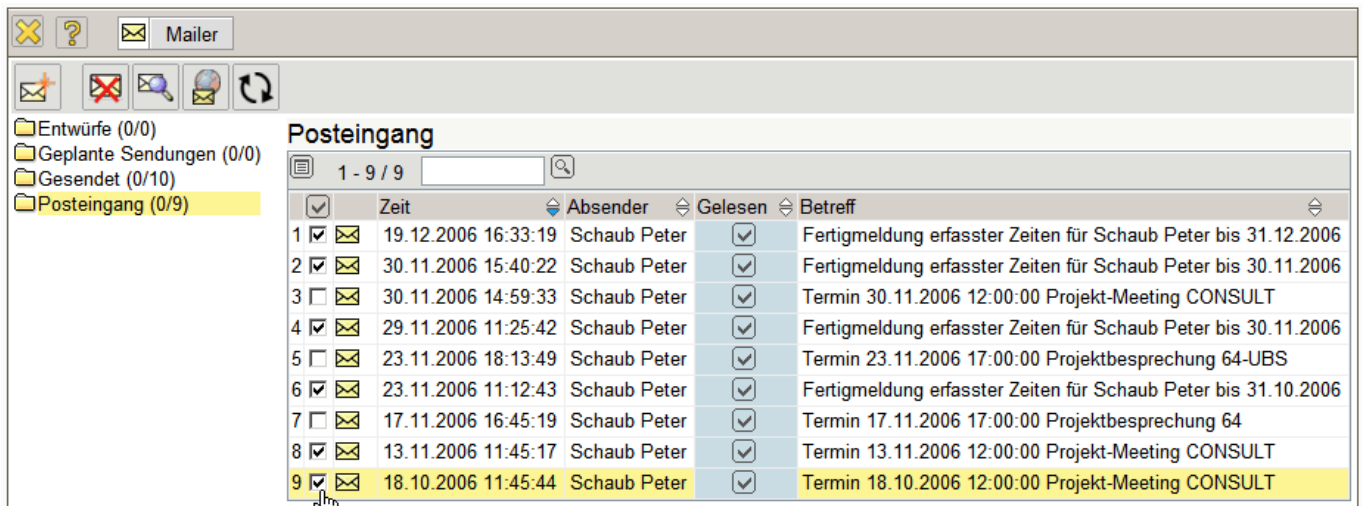 Mailer
Entwürfe (0/0)
Geplante Sendungen (0/0)
Gesendet (0/10)
Posteingang (0/9)
Posteingang
1 - 9 / 9
Zeit Absender Gelesen Betreff
1 19.12.2006 16:33:19 Schaub Peter Fertigmeldung erfasster Zeiten für Schaub Peter bis 31.12.2006
2 30.11.2006 15:40:22 Schaub Peter Fertigmeldung erfasster Zeiten für Schaub Peter bis 30.11.2006
3 30.11.2006 14:59:33 Schaub Peter Termin 30.11.2006 12:00:00 Projekt-Meeting CONSULT
4 29.11.2006 11:25:42 Schaub Peter Fertigmeldung erfasster Zeiten für Schaub Peter bis 30.11.2006
5 23.11.2006 18:13:49 Schaub Peter Termin 23.11.2006 17:00:00 Projektbesprechung 64-UBS
6 23.11.2006 11:12:43 Schaub Peter Fertigmeldung erfasster Zeiten für Schaub Peter bis 31.10.2006
7 17.11.2006 16:45:19 Schaub Peter Termin 17.11.2006 17:00:00 Projektbesprechung 64
8 13.11.2006 11:45:17 Schaub Peter Termin 13.11.2006 12:00:00 Projekt-Meeting CONSULT
9 18.10.2006 11:45:44 Schaub Peter Termin 18.10.2006 12:00:00 Projekt-Meeting CONSULT